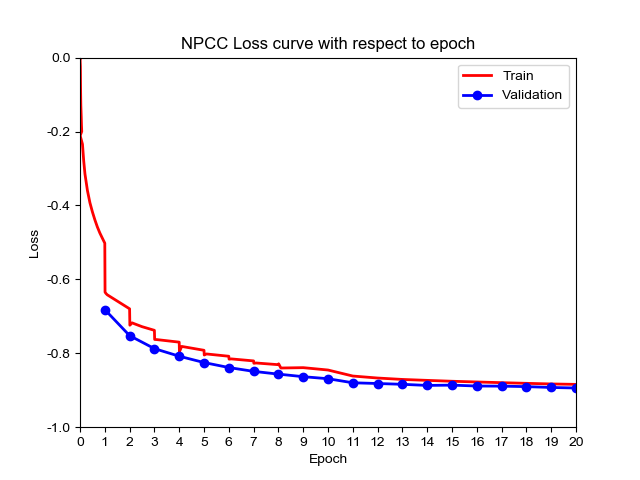 NPCC Loss curve with respect to epoch
Train
Validation
0.0
-0.2
-0.4
-0.6
-0.8
-1.0
Loss
0 1 2 3 4 5 6 7 8 9 10 11 12 13 14 15 16 17 18 19 20
Epoch